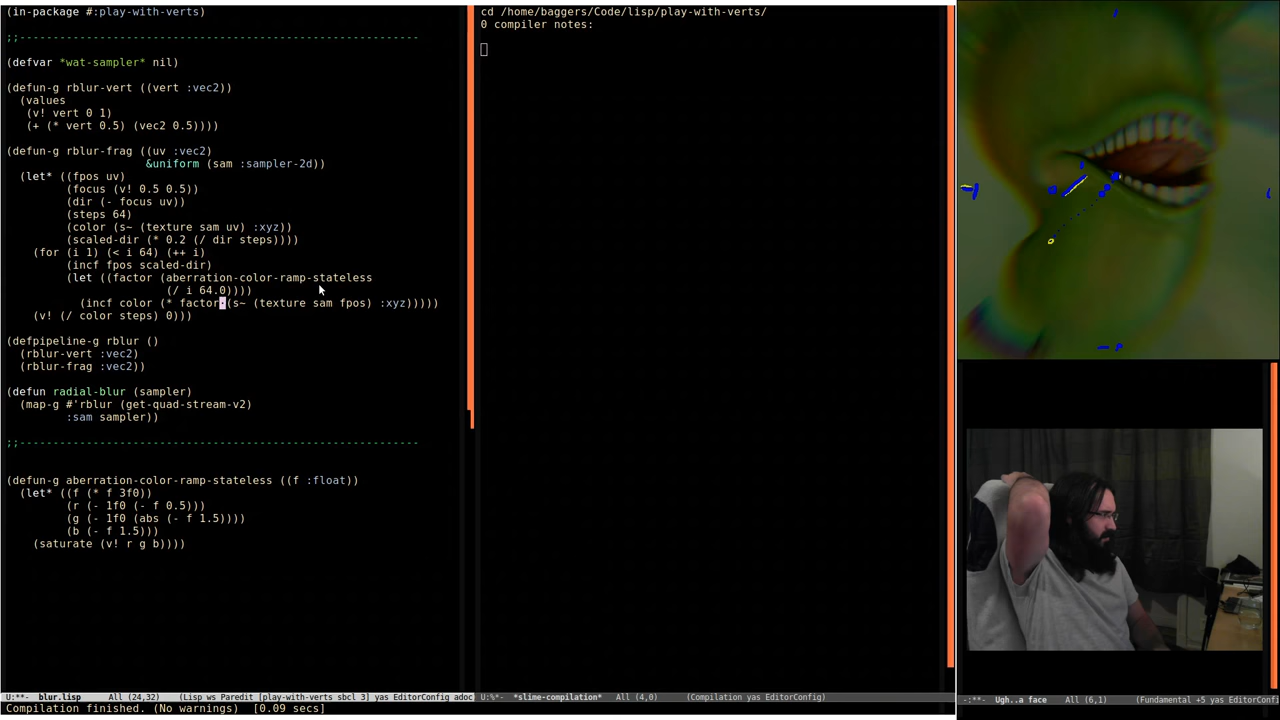 (in-package #:play-with-verts)
;;------------------------------------------------------------
(defvar *wat-sampler* nil)
(defun-g rblur-vert ((vert :vec2))
  (values
   (v! vert 0 1)
   (+ (* vert 0.5) (vec2 0.5))))
(defun-g rblur-frag ((uv :vec2)
                     &uniform (sam :sampler-2d))
  (let* ((fpos uv)
         (focus (v! 0.5 0.5))
         (dir (- focus uv))
         (steps 64)
         (color (s~ (texture sam uv) :xyz))
         (scaled-dir (* 0.2 (/ dir steps))))
    (for (i 1) (< i 64) (++ i)
         (incf fpos scaled-dir)
         (let ((factor (aberration-color-ramp-stateless
                        (/ i 64.0))))
           (incf color (* factor (s~ (texture sam fpos) :xyz)))))
    (v! (/ color steps) 0)))
(defpipeline-g rblur ()
  (rblur-vert :vec2)
  (rblur-frag :vec2))
(defun radial-blur (sampler)
  (map-g #'rblur (get-quad-stream-v2)
         :sam sampler))
;;------------------------------------------------------------
(defun-g aberration-color-ramp-stateless ((f :float))
  (let* ((f (* f 3f0))
         (r (- 1f0 (- f 0.5)))
         (g (- 1f0 (abs (- f 1.5))))
         (b (- f 1.5)))
    (saturate (v! r g b))))
U:**-  blur.lisp      All (24,32)    (Lisp ws Paredit [play-with-verts sbcl 3] yas EditorConfig adoc
Compilation finished. (No warnings)  [0.09 secs]
cd /home/baggers/Code/lisp/play-with-verts/
0 compiler notes:
U:%*-  *slime-compilation*   All (4,0)      (Compilation yas EditorConfig)
-:**-  Ugh..a face    All (6,1)      (Fundamental +5 yas EditorConfi